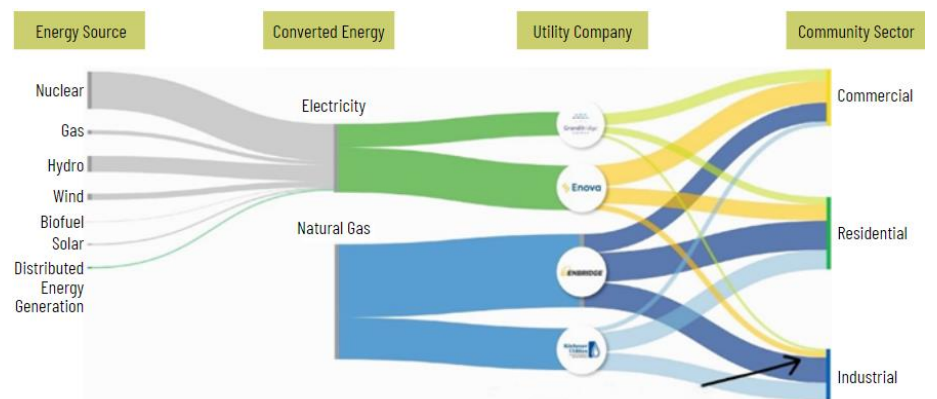 Energy Source
Converted Energy
Utility Company
Community Sector
Nuclear
Gas
Hydro
Wind
Biofuel
Solar
Distributed
Energy
Generation
Electricity
Natural Gas
Enova
ENBRIDGE
Commercial
Residential
Industrial